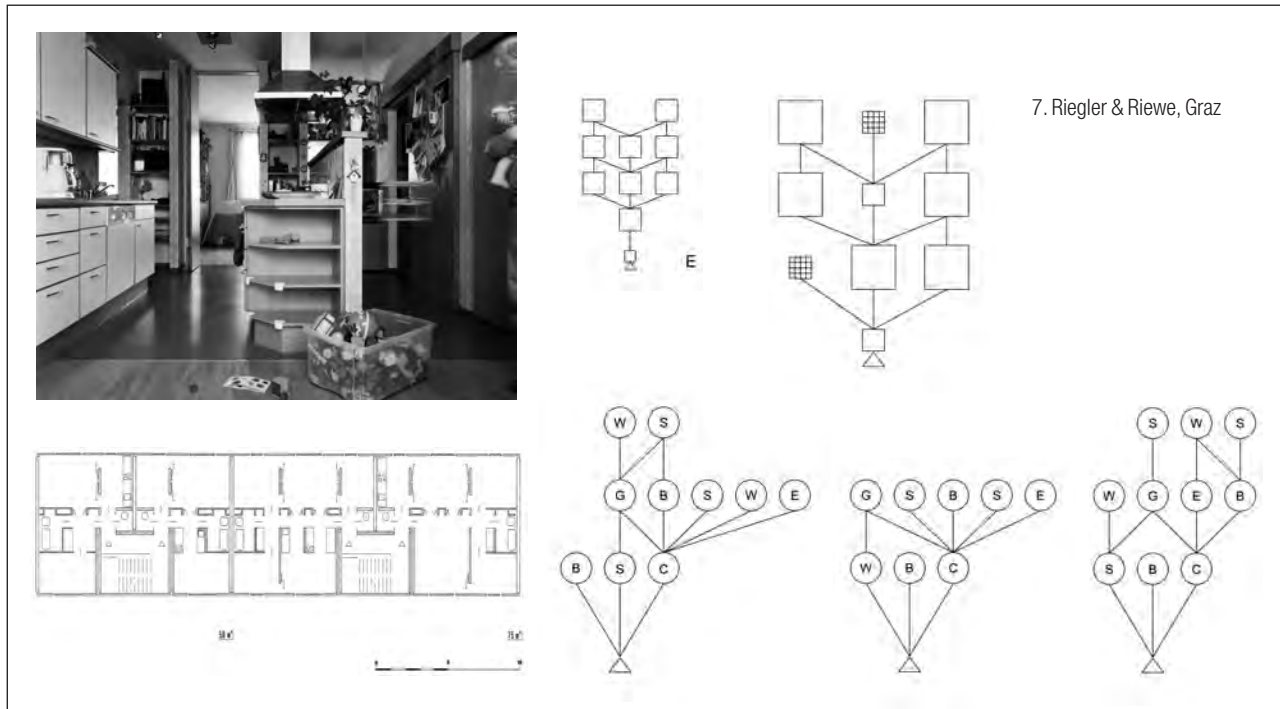 7. Riegler & Riewe, Graz
E
W S
G B S W E
B S C
G S B S E
W B C
S W S
W G E B
S B C